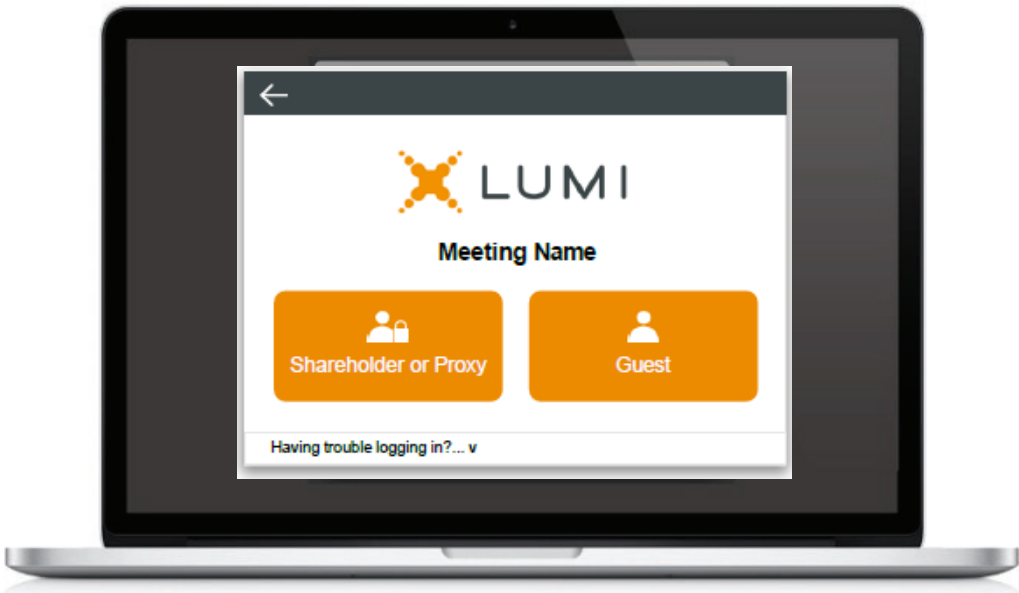 LUMI
Meeting Name
Shareholder or Proxy
Guest
Having trouble logging in?... v